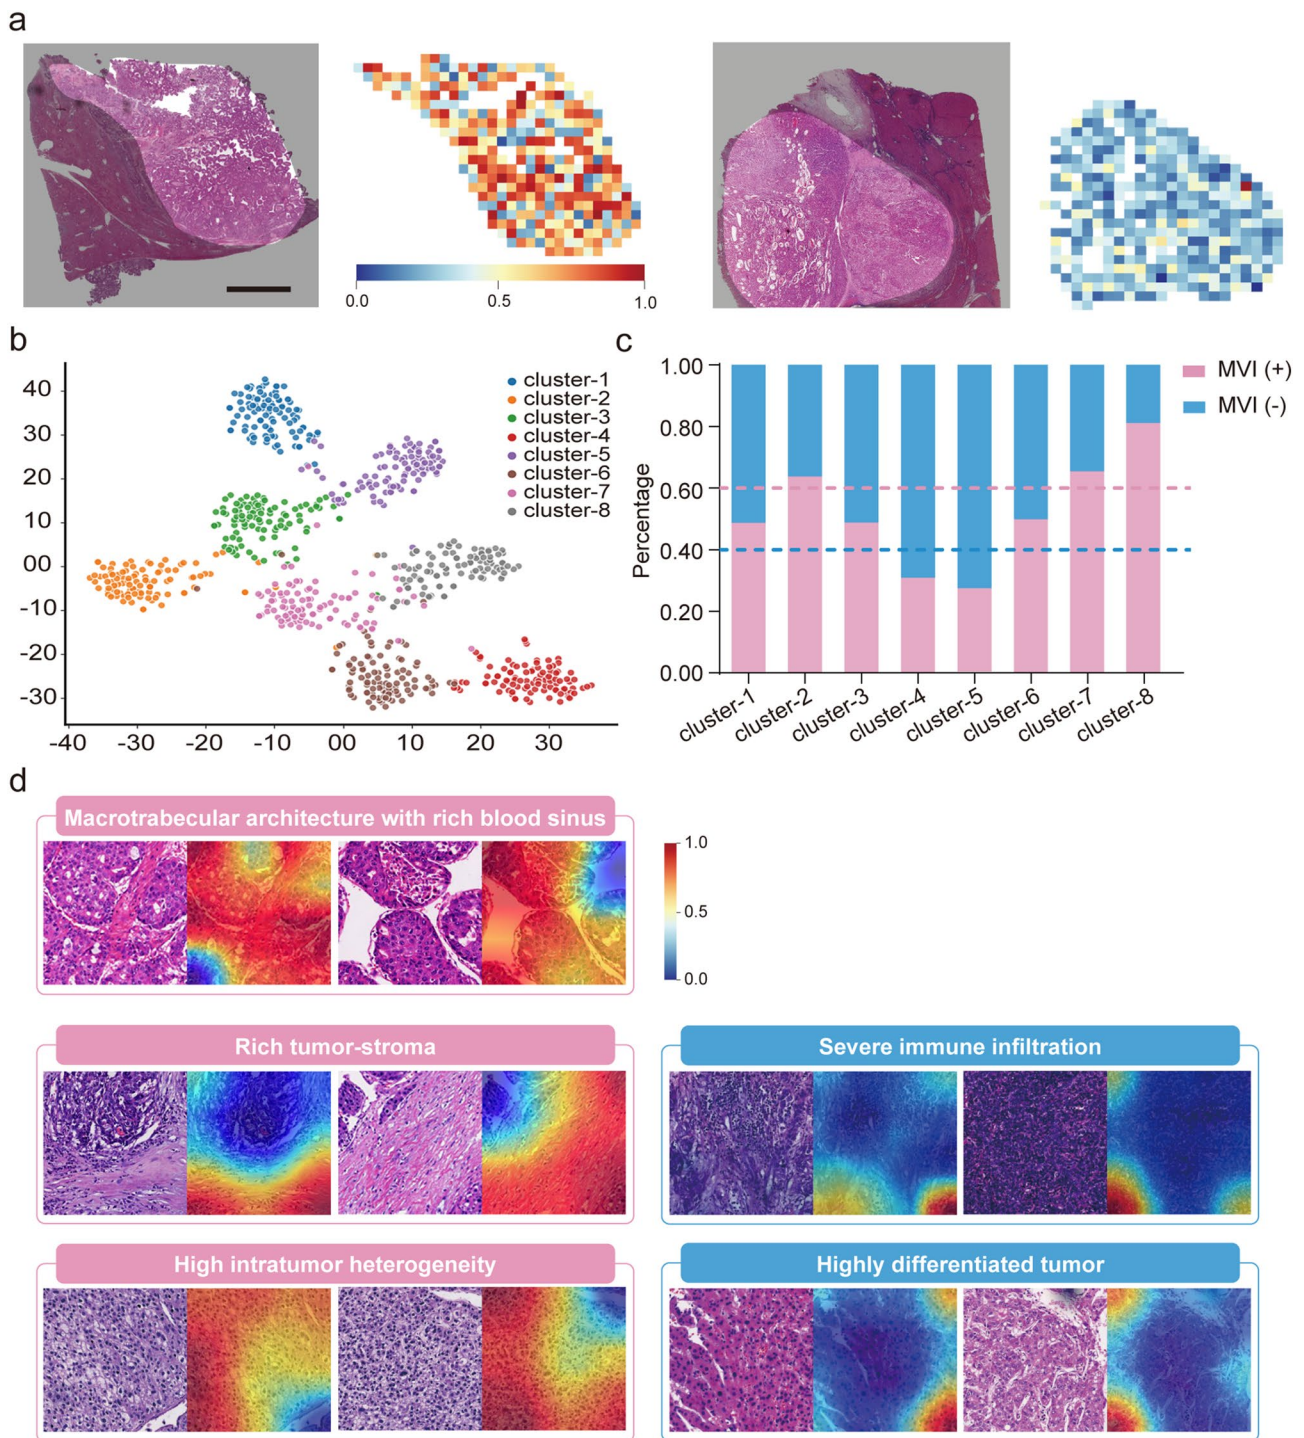 a
0.0 0.5 1.0
b
40
30
20
10
00
-10
-20
-30
-40 -30 -20 -10 00 10 20 30
cluster-1
cluster-2
cluster-3
cluster-4
cluster-5
cluster-6
cluster-7
cluster-8
c
Percentage
1.00
0.80
0.60
0.40
0.20
0.00
cluster-1 cluster-2 cluster-3 cluster-4 cluster-5 cluster-6 cluster-7 cluster-8
MVI (+)
MVI (-)
d
Macrotrabecular architecture with rich blood sinus
1.0
0.5
0.0
Rich tumor-stroma
Severe immune infiltration
High intratumor heterogeneity
Highly differentiated tumor